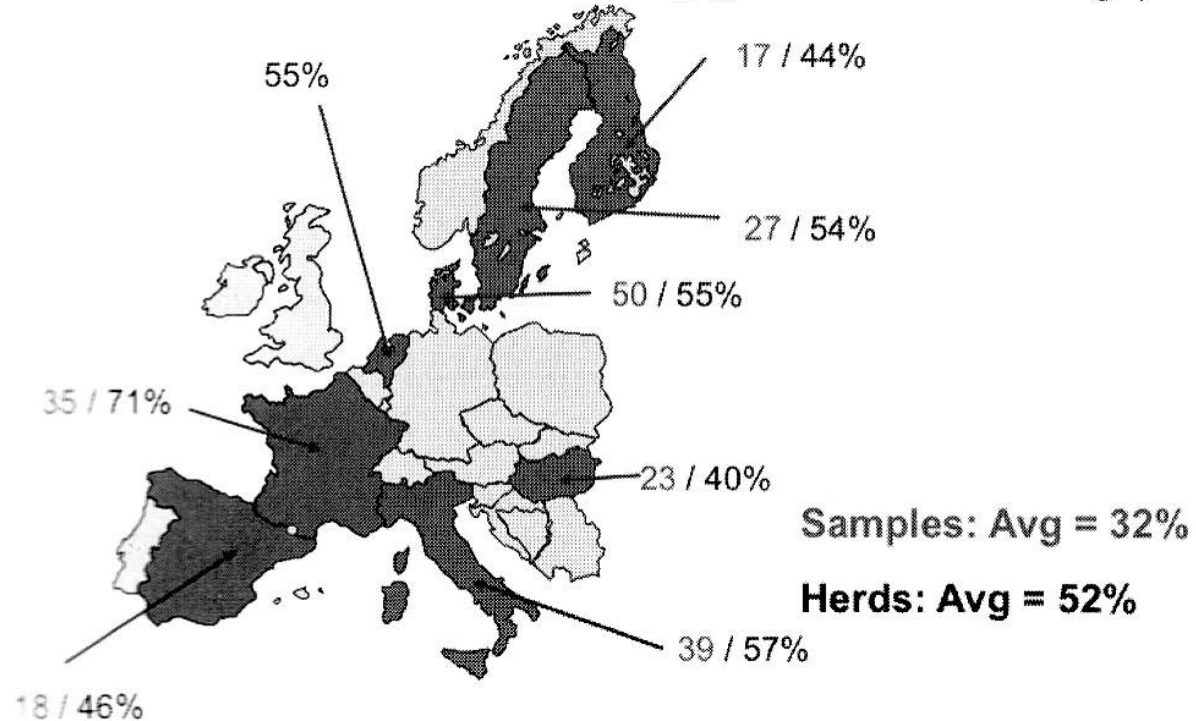 17 / 44%
55%
27 / 54%
50 / 55%
35 / 71%
23 / 40%
Samples: Avg = 32%
Herds: Avg = 52%
39 / 57%
18 / 46%